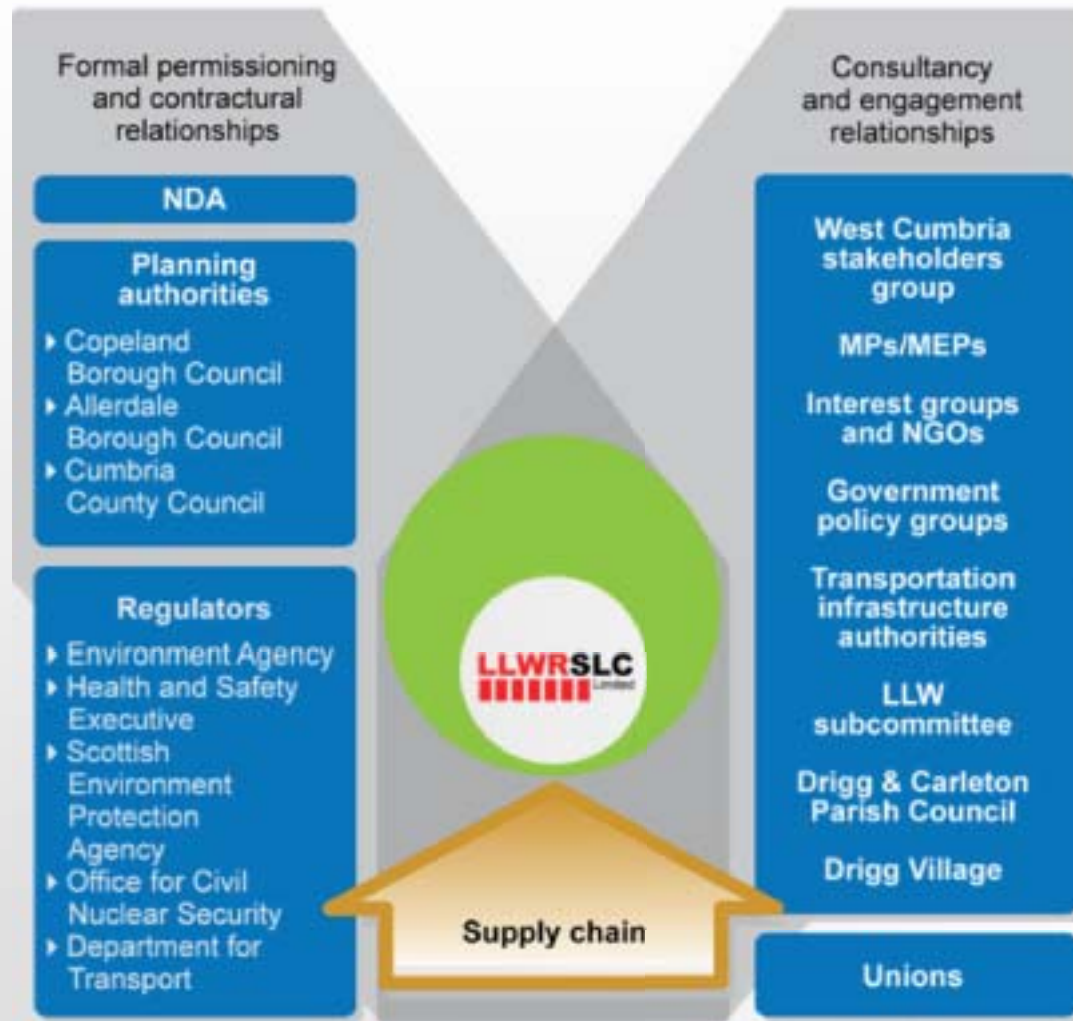 Formal permissioning
and contractural
relationships
NDA
Planning
authorities
Copeland
Borough Council
Allerdale
Borough Council
Cumbria
County Council
Regulators
Environment Agency
Health and Safety
Executive
Scottish
Environment
Protection
Agency
Office for Civil
Nuclear Security
Department for
Transport
LLWRSLC
Limited
Supply chain
Consultancy
and engagement
relationships
West Cumbria
stakeholders
group
MPs/MEPs
Interest groups
and NGOs
Government
policy groups
Transportation
infrastructure
authorities
LLW
subcommittee
Drigg & Carleton
Parish Council
Drigg Village
Unions